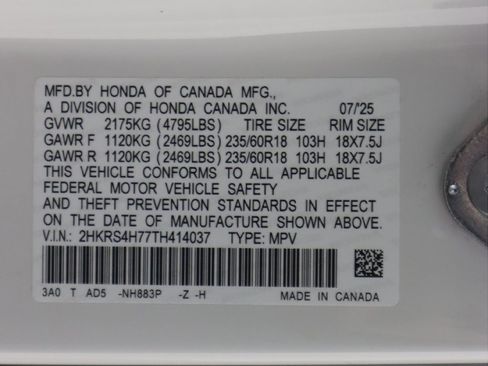 MFD.BY HONDA OF CANADA MFG.,
A DIVISION OF HONDA CANADA INC. 07/'25
GVWR 2175KG (4795LBS) TIRE SIZE RIM SIZE
GAWR F 1120KG (2469LBS) 235/60R18 103H 18X7.5J
GAWR R 1120KG (2469LBS) 235/60R18 103H 18X7.5J
THIS VEHICLE CONFORMS TO ALL APPLICABLE
FEDERAL MOTOR VEHICLE SAFETY
AND THEFT PREVENTION STANDARDS IN EFFECT
ON THE DATE OF MANUFACTURE SHOWN ABOVE.
V.I.N.: 2HKRS4H77TH414037 TYPE: MPV
3A0 T AD5 -NH883P -Z -H MADE IN CANADA